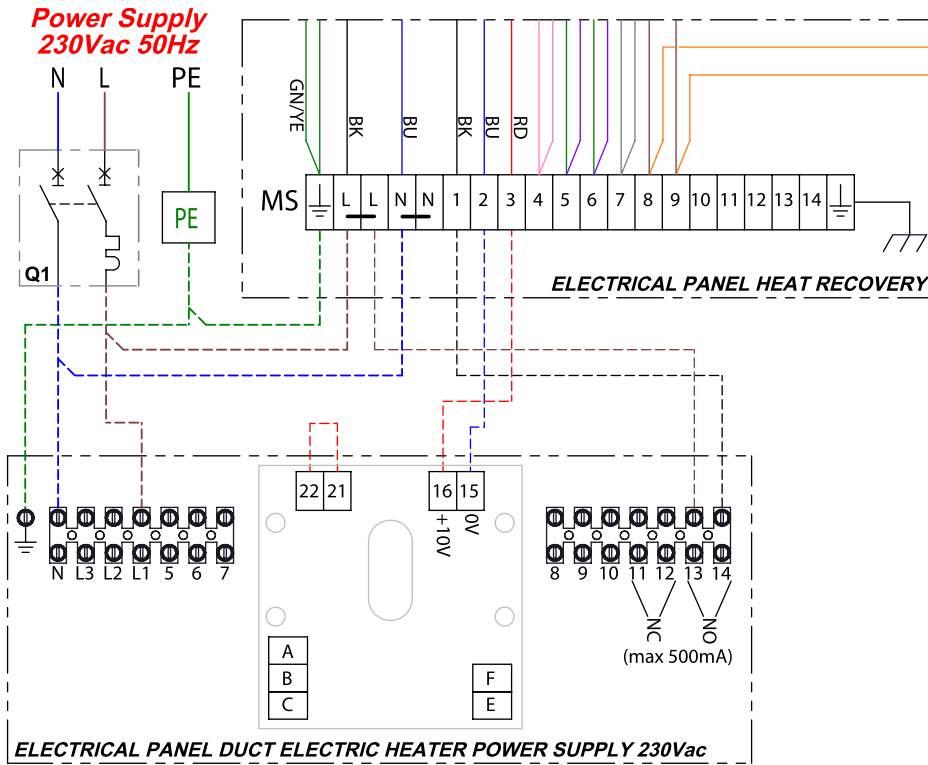 Power Supply
230Vac 50Hz
N L PE
GN/YE BK BU BK BU RD
MS L L N N 1 2 3 4 5 6 7 8 9 10 11 12 13 14
PE
Q1
ELECTRICAL PANEL HEAT RECOVERY
22 21 16 15
+10V 0V
N L3 L2 L1 5 6 7 8 9 10 11 12 13 14
NC NO
(max 500mA)
A
B F
C E
ELECTRICAL PANEL DUCT ELECTRIC HEATER POWER SUPPLY 230Vac